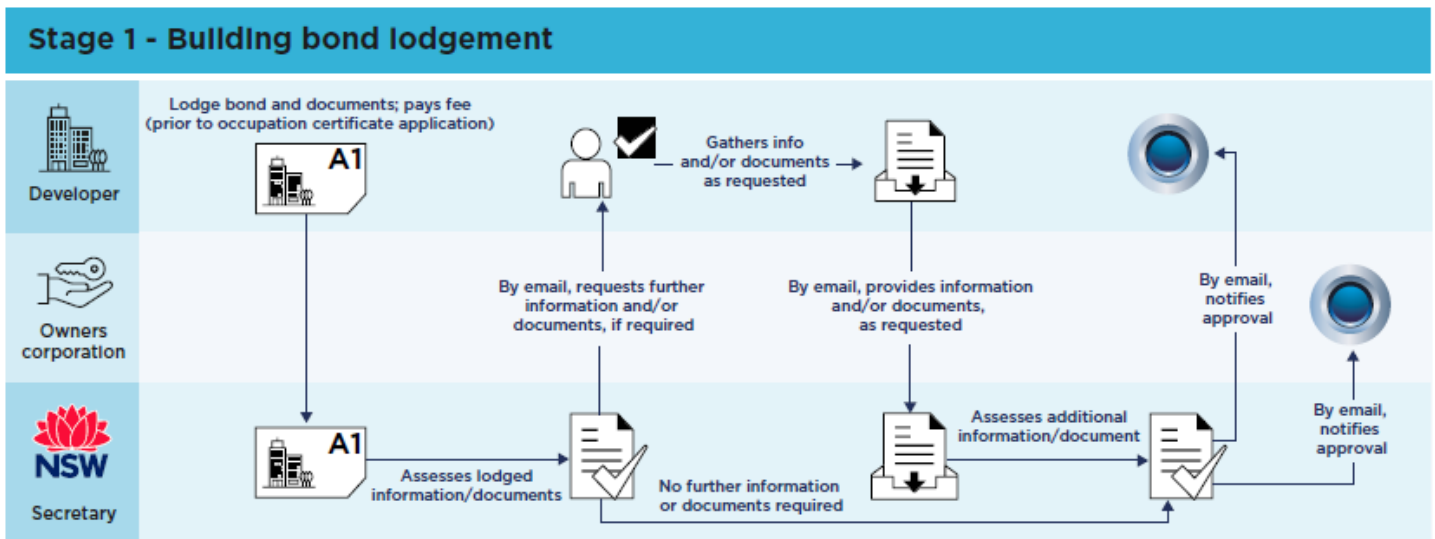 Stage 1 - Building bond lodgement
Developer
Lodge bond and documents; pays fee
(prior to occupation certificate application)
A1
Gathers info
and/or documents
as requested
Owners
corporation
By email, requests further
information and/or
documents, if required
By email, provides information
and/or documents,
as requested
By email,
notifies
approval
NSW
Secretary
A1
Assesses lodged
information/documents
No further information
or documents required
Assesses additional
information/document
By email,
notifies
approval